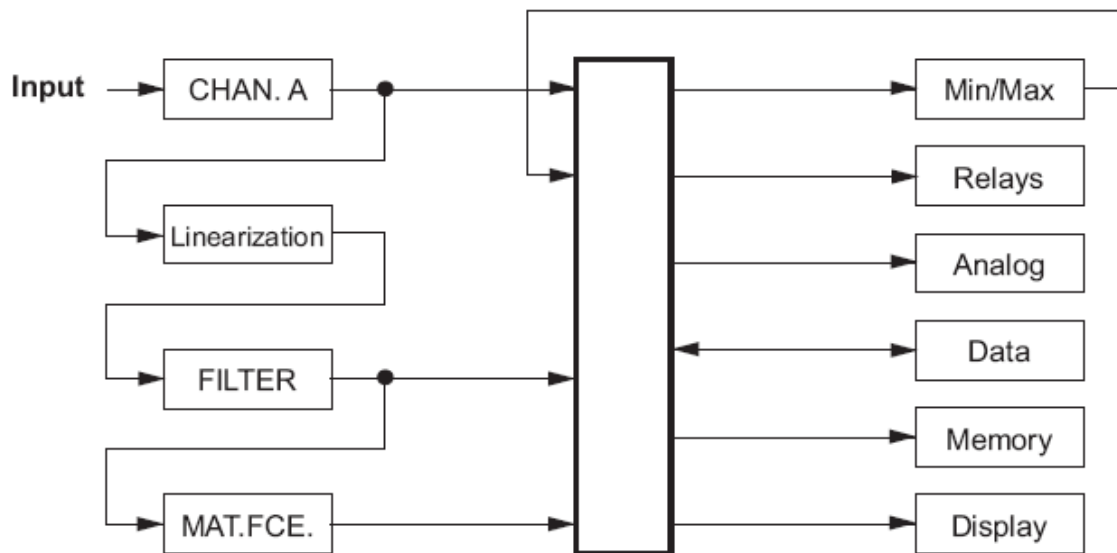 Input
CHAN. A
Linearization
FILTER
MAT.FCE.
Min/Max
Relays
Analog
Data
Memory
Display